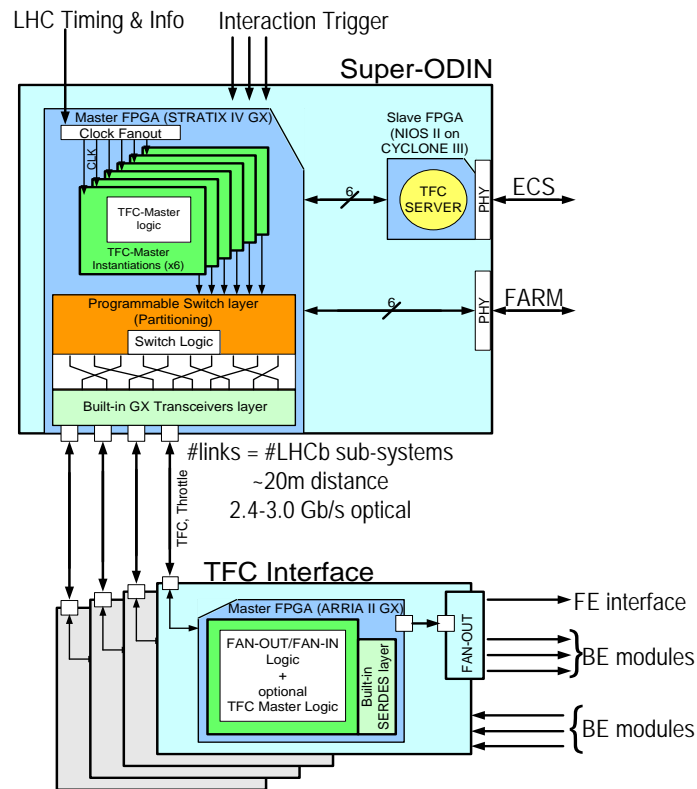 LHC Timing & Info
Interaction Trigger
Super-ODIN
Master FPGA (STRATIX IV GX)
Clock Fanout
CLK
TFC-Master
logic
TFC-Master
Instantiations (x6)
Slave FPGA
(NIOS II on
CYCLONE III)
TFC
SERVER
6
PHY
ECS
6
PHY
FARM
Programmable Switch layer
(Partitioning)
Switch Logic
Built-in GX Transceivers layer
#links = #LHCb sub-systems
~20m distance
2.4-3.0 Gb/s optical
TFC, Throttle
TFC Interface
Master FPGA (ARRIA II GX)
FAN-OUT/FAN-IN
Logic
+
optional
TFC Master Logic
Built-in
SERDES layer
FAN-OUT
FE interface
BE modules
BE modules